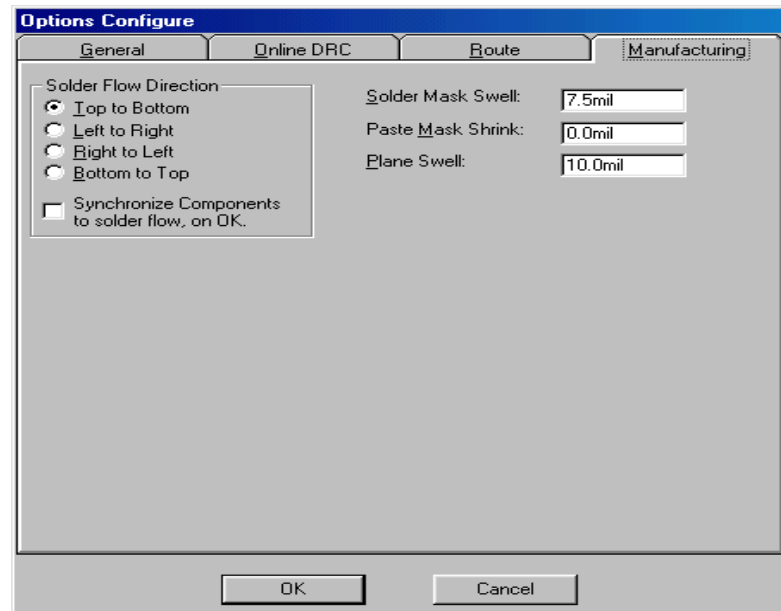 Options Configure
General Online DRC Route Manufacturing
Solder Flow Direction
Top to Bottom
Left to Right
Right to Left
Bottom to Top
Synchronize Components
to solder flow, on OK.
Solder Mask Swell: 7.5mil
Paste Mask Shrink: 0.0mil
Plane Swell: 10.0mil
OK Cancel